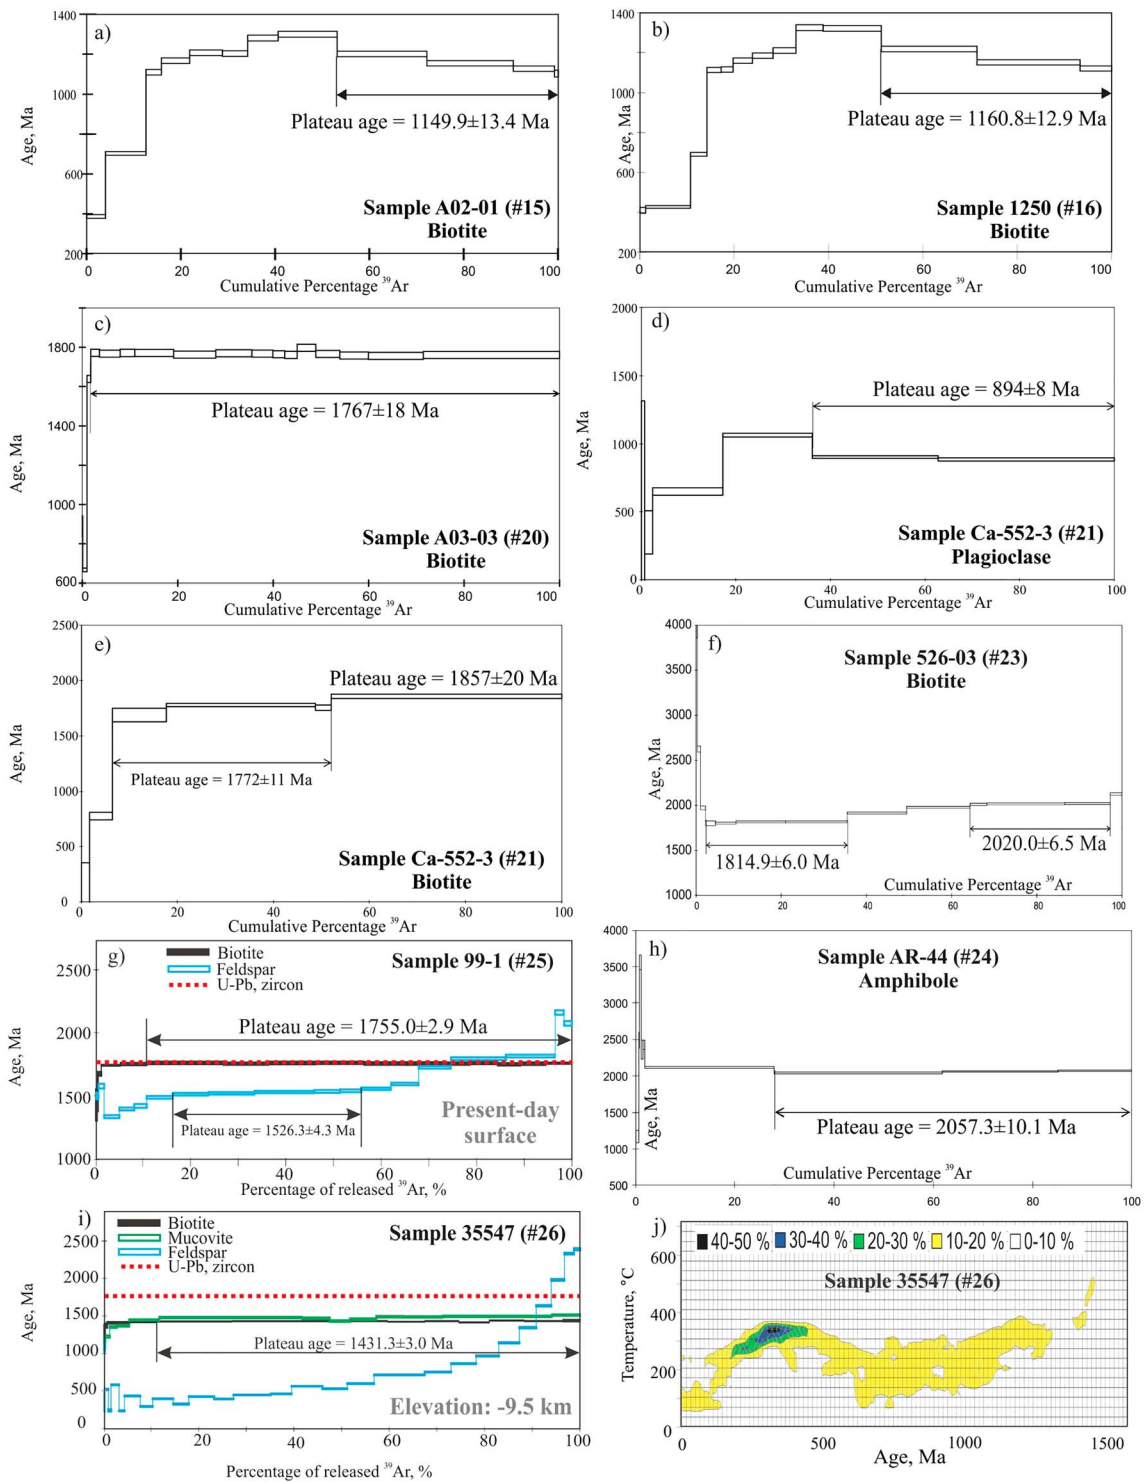 a)
1400
1000
600
200
Age, Ma
Plateau age = 1149.9±13.4 Ma
Sample A02-01 (#15)
Biotite
0 20 40 60 80 100
Cumulative Percentage ³⁹Ar
b)
1400
1000
600
200
Age, Ma
Plateau age = 1160.8±12.9 Ma
Sample 1250 (#16)
Biotite
0 20 40 60 80 100
Cumulative Percentage ³⁹Ar
c)
1800
1400
1000
600
Age, Ma
Plateau age = 1767±18 Ma
Sample A03-03 (#20)
Biotite
0 20 40 60 80 100
Cumulative Percentage ³⁹Ar
d)
2000
1500
1000
500
0
Age, Ma
Plateau age = 894±8 Ma
Sample Ca-552-3 (#21)
Plagioclase
0 20 40 60 80 100
Cumulative Percentage ³⁹Ar
e)
2500
2000
1500
1000
500
0
Age, Ma
Plateau age = 1857±20 Ma
Plateau age = 1772±11 Ma
Sample Ca-552-3 (#21)
Biotite
0 20 40 60 80 100
Cumulative Percentage ³⁹Ar
f)
4000
3500
3000
2500
2000
1500
1000
Age, Ma
Sample 526-03 (#23)
Biotite
1814.9±6.0 Ma
2020.0±6.5 Ma
Cumulative Percentage ³⁹Ar
0 20 40 60 80 100
g)
Biotite
Feldspar
U-Pb, zircon
Sample 99-1 (#25)
2500
2000
1500
1000
Age, Ma
Plateau age = 1755.0±2.9 Ma
Plateau age = 1526.3±4.3 Ma
Present-day
surface
0 20 40 60 80 100
Percentage of released ³⁹Ar, %
h)
4000
3500
3000
2500
2000
1500
1000
500
Age, Ma
Sample AR-44 (#24)
Amphibole
Plateau age = 2057.3±10.1 Ma
Cumulative Percentage ³⁹Ar
0 20 40 60 80 100
i)
Biotite
Mucovite
Feldspar
U-Pb, zircon
Sample 35547 (#26)
2500
2000
1500
1000
500
0
Age, Ma
Plateau age = 1431.3±3.0 Ma
Elevation: -9.5 km
0 20 40 60 80 100
Percentage of released ³⁹Ar, %
j)
40-50 % 30-40 % 20-30 % 10-20 % 0-10 %
Sample 35547 (#26)
600
400
200
0
Temperature, °C
0 500 1000 1500
Age, Ma